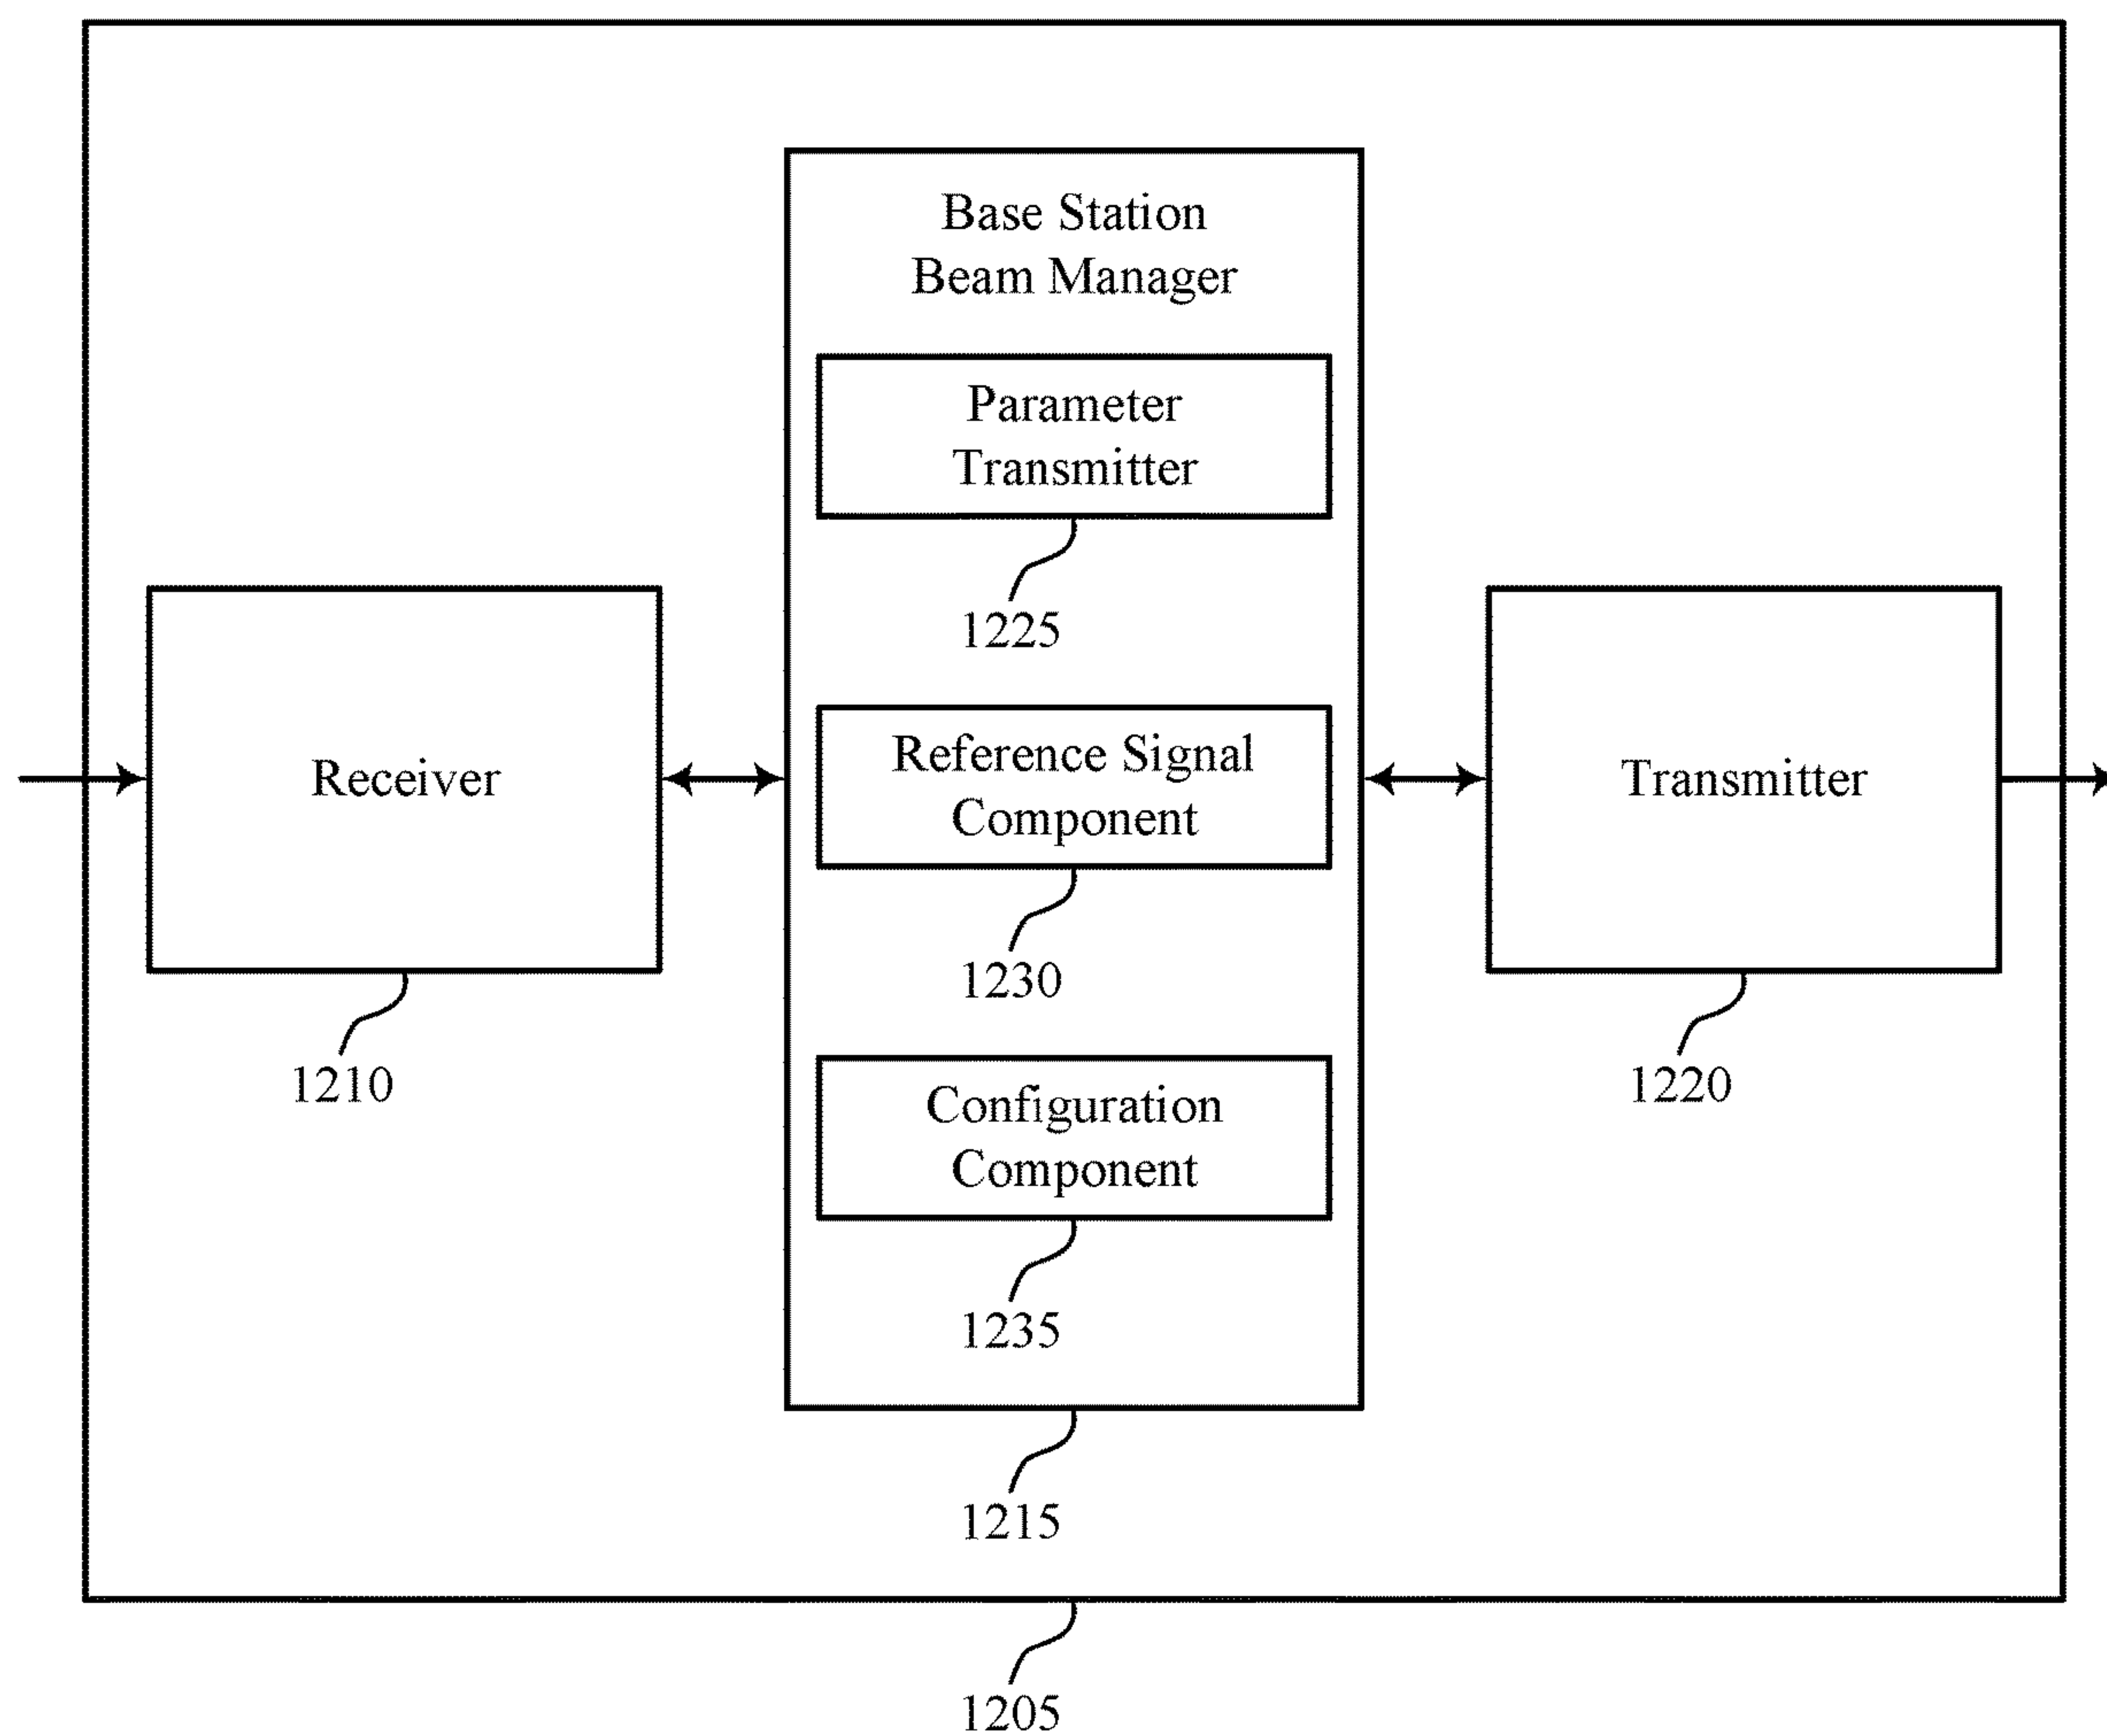 Base Station
Beam Manager
Parameter
Transmitter
1225
Receiver
Reference Signal
Component
Transmitter
1230
1210
1220
Configuration
Component
1235
1215
1205